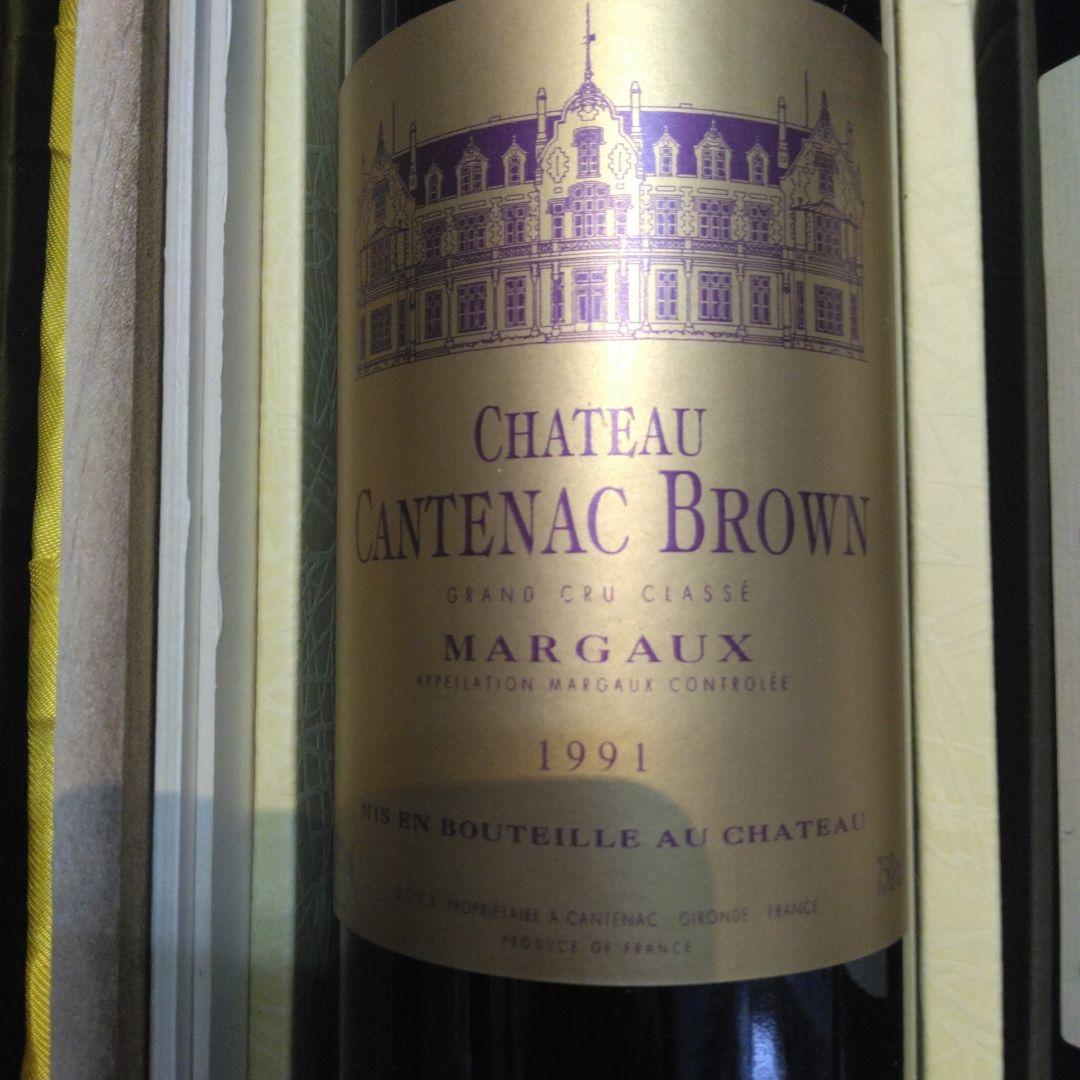 CHATEAU
CANTENAC BROWN
GRAND CRU CLASSÉ
MARGAUX
APPELLATION MARGAUX CONTROLÉE
1991
MIS EN BOUTEILLE AU CHATEAU
PROPRIÉTAIRE A CANTENAC - GIRONDE - FRANCE
PRODUCE OF FRANCE